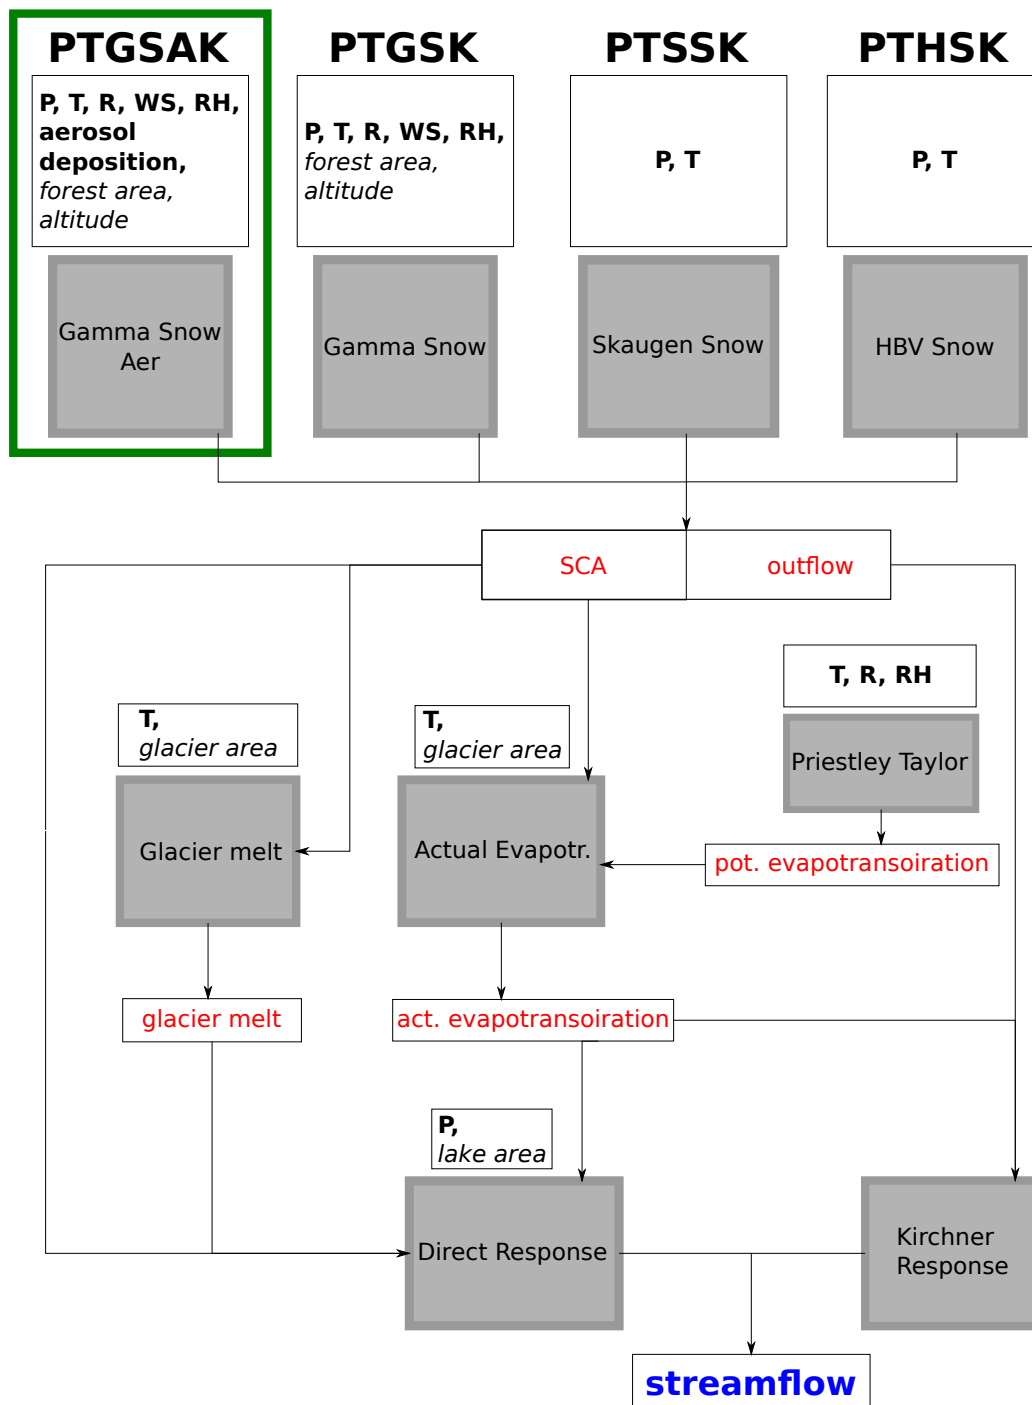 PTGSAK
PTGSK
PTSSK
PTHSK
P, T, R, WS, RH,
aerosol
deposition,
forest area,
altitude
P, T, R, WS, RH,
forest area,
altitude
P, T
P, T
Gamma Snow
Aer
Gamma Snow
Skaugen Snow
HBV Snow
SCA
outflow
T, R, RH
Priestley Taylor
pot. evapotransoiration
T,
glacier area
Glacier melt
glacier melt
T,
glacier area
Actual Evapotr.
act. evapotransoiration
P,
lake area
Direct Response
Kirchner
Response
streamflow